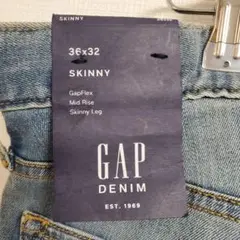 SKINNY
36x32
SKINNY
GapFlex
Mid Rise
Skinny Leg
GAP
DENIM
EST. 1969